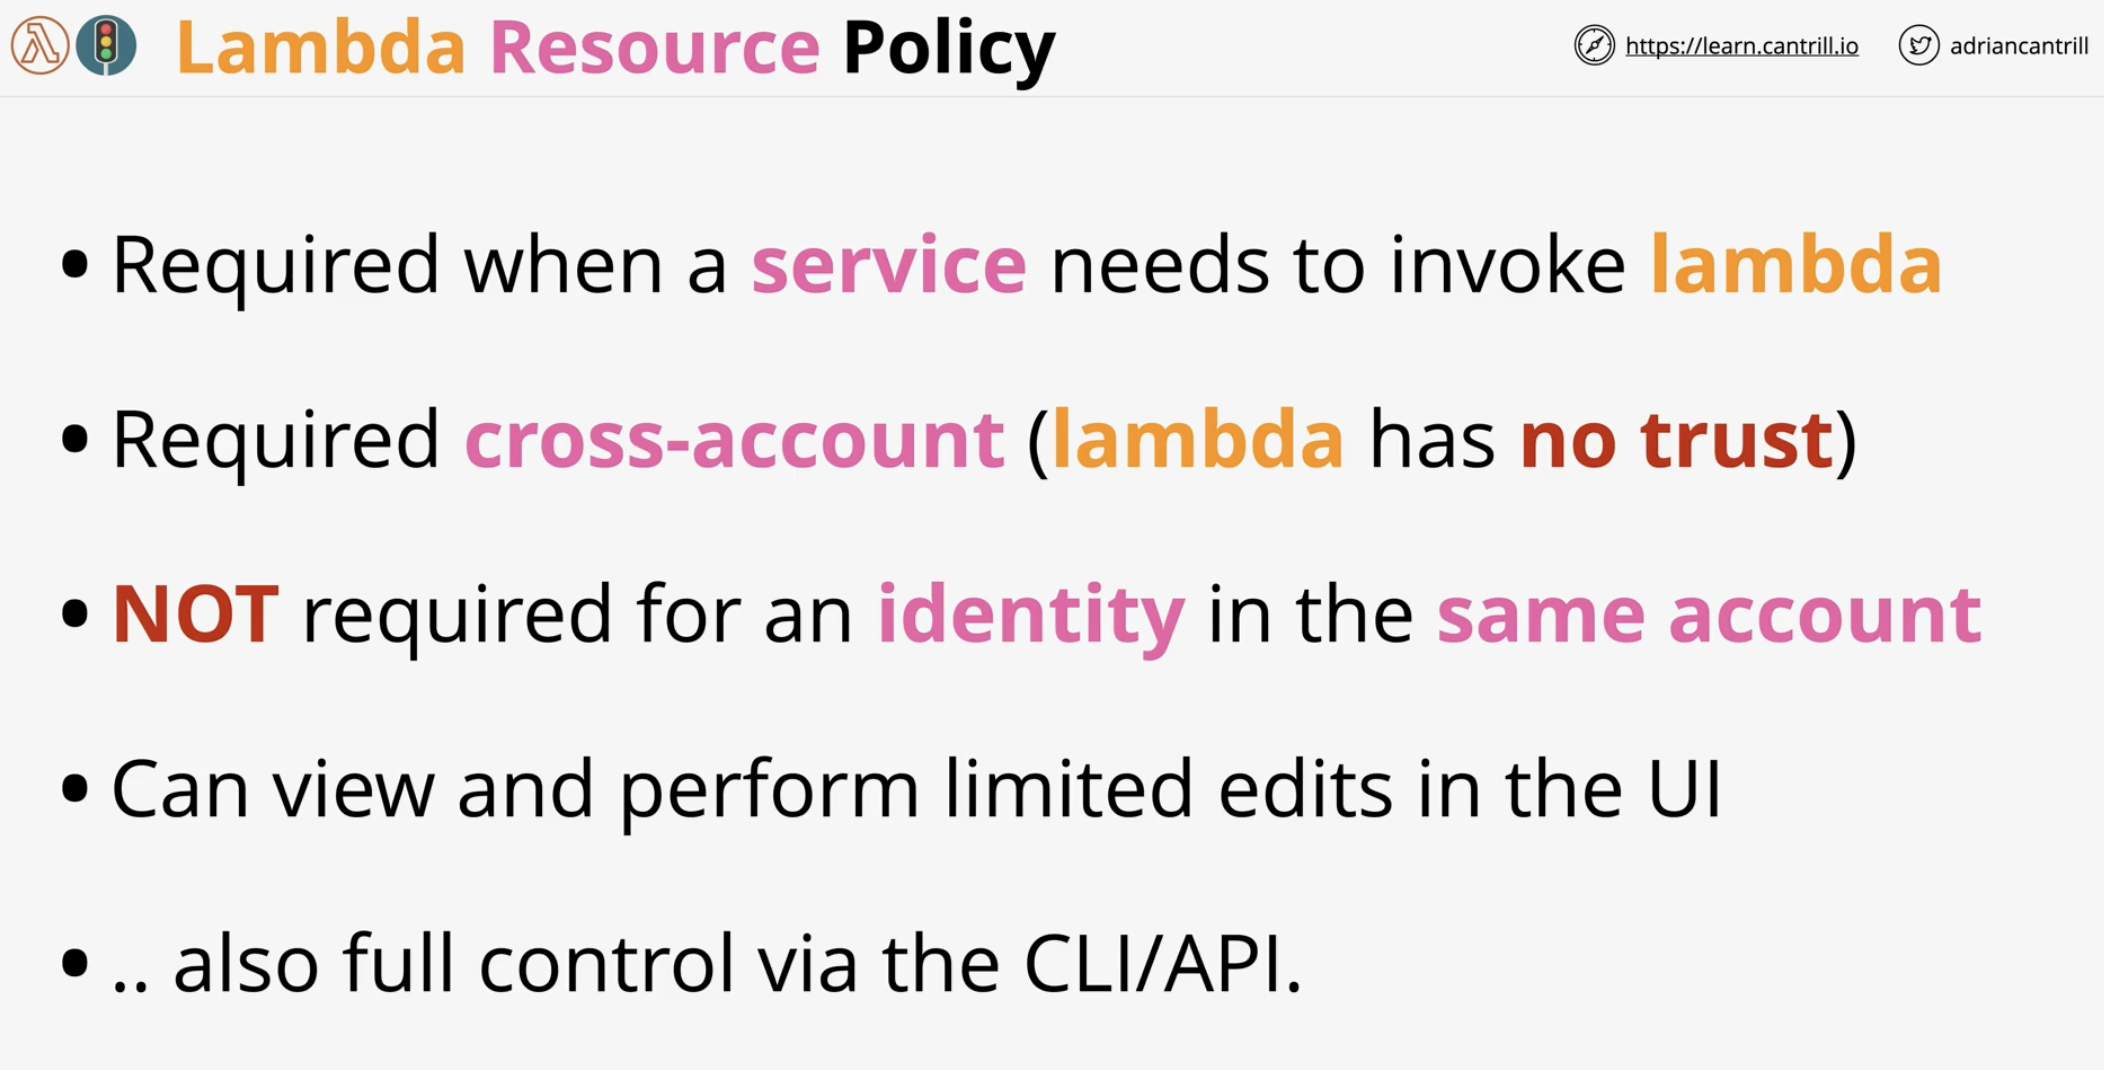 Lambda Resource Policy
https://learn.cantrill.io
adriancantrill
• Required when a service needs to invoke lambda
• Required cross-account (lambda has no trust)
• NOT required for an identity in the same account
• Can view and perform limited edits in the UI
• .. also full control via the CLI/API.